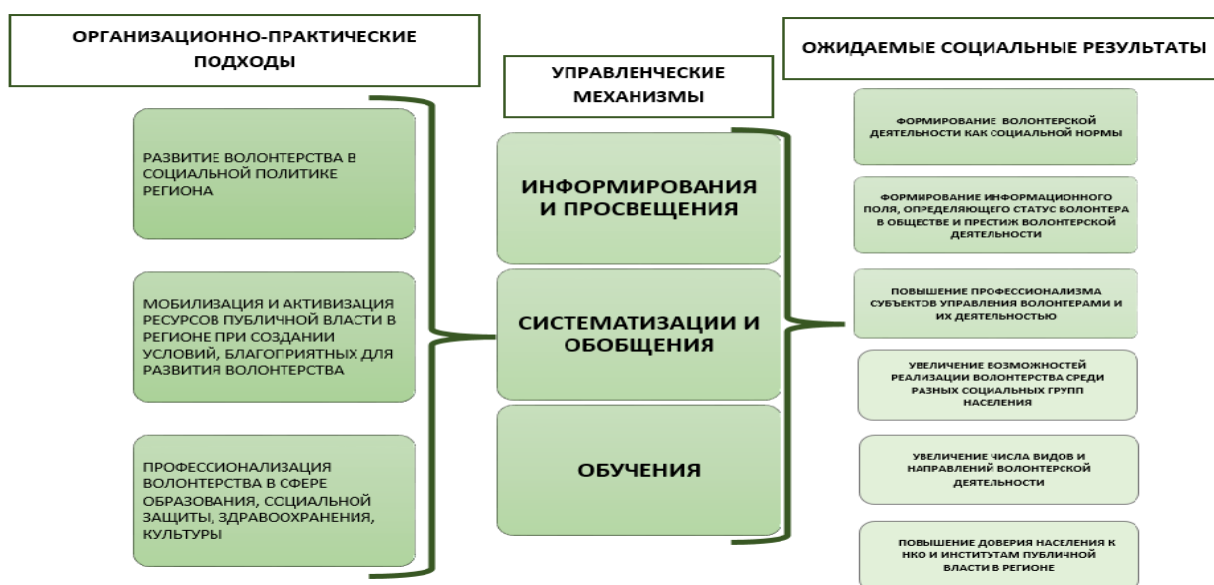 ОРГАНИЗАЦИОННО-ПРАКТИЧЕСКИЕ
ПОДХОДЫ
РАЗВИТИЕ ВОЛОНТЕРСТВА В
СОЦИАЛЬНОЙ ПОЛИТИКЕ
РЕГИОНА
МОБИЛИЗАЦИЯ И АКТИВИЗАЦИЯ
РЕСУРСОВ ПУБЛИЧНОЙ ВЛАСТИ В
РЕГИОНЕ ПРИ СОЗДАНИИ
УСЛОВИЙ, БЛАГОПРИЯТНЫХ ДЛЯ
РАЗВИТИЯ ВОЛОНТЕРСТВА
ПРОФЕССИОНАЛИЗАЦИЯ
ВОЛОНТЕРСТВА В СФЕРЕ
ОБРАЗОВАНИЯ, СОЦИАЛЬНОЙ
ЗАЩИТЫ, ЗДРАВООХРАНЕНИЯ,
КУЛЬТУРЫ
УПРАВЛЕНЧЕСКИЕ
МЕХАНИЗМЫ
ИНФОРМИРОВАНИЯ
И ПРОСВЕЩЕНИЯ
СИСТЕМАТИЗАЦИИ И
ОБОБЩЕНИЯ
ОБУЧЕНИЯ
ОЖИДАЕМЫЕ СОЦИАЛЬНЫЕ РЕЗУЛЬТАТЫ
ФОРМИРОВАНИЕ ВОЛОНТЕРСКОЙ
ДЕЯТЕЛЬНОСТИ КАК СОЦИАЛЬНОЙ НОРМЫ
ФОРМИРОВАНИЕ ИНФОРМАЦИОННОГО
ПОЛЯ, ОПРЕДЕЛЯЮЩЕГО СТАТУС ВОЛОНТЕРА
В ОБЩЕСТВЕ И ПРЕСТИЖ ВОЛОНТЕРСКОЙ
ДЕЯТЕЛЬНОСТИ
ПОВЫШЕНИЕ ПРОФЕССИОНАЛИЗМА
СУБЪЕКТОВ УПРАВЛЕНИЯ ВОЛОНТЕРАМИ И
ИХ ДЕЯТЕЛЬНОСТЬЮ
УВЕЛИЧЕНИЕ ВОЗМОЖНОСТЕЙ
РЕАЛИЗАЦИИ ВОЛОНТЕРСТВА СРЕДИ
РАЗНЫХ СОЦИАЛЬНЫХ ГРУПП
НАСЕЛЕНИЯ
УВЕЛИЧЕНИЕ ЧИСЛА ВИДОВ И
НАПРАВЛЕНИЙ ВОЛОНТЕРСКОЙ
ДЕЯТЕЛЬНОСТИ
ПОВЫШЕНИЕ ДОВЕРИЯ НАСЕЛЕНИЯ К
НКО И ИНСТИТУТАМ ПУБЛИЧНОЙ
ВЛАСТИ В РЕГИОНЕ